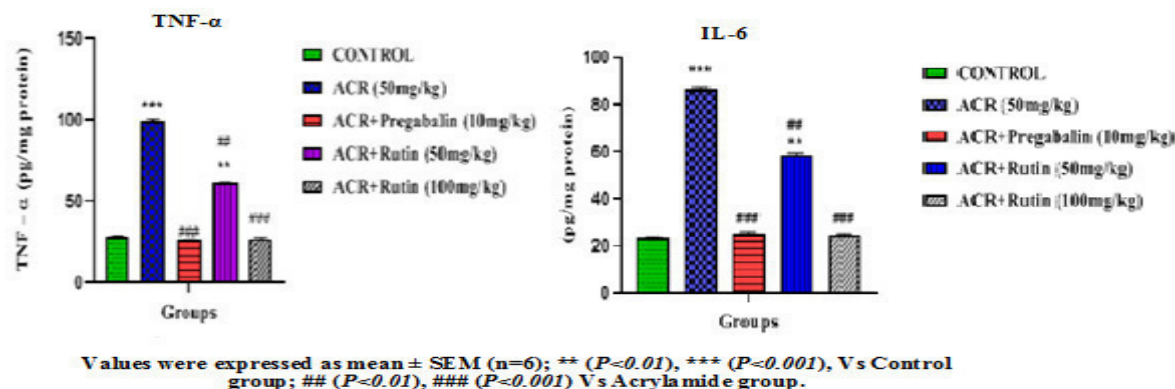 TNF-α
TNF – α (pg/mg protein)
150
100
50
0
***
###
##
**
###
Groups
CONTROL
ACR (50mg/kg)
ACR+Pregabalin (10mg/kg)
ACR+Rutin (50mg/kg)
ACR+Rutin (100mg/kg)
IL-6
(pg/mg protein)
100
80
60
40
20
0
***
###
##
**
###
Groups
CONTROL
ACR (50mg/kg)
ACR+Pregabalin (10mg/kg)
ACR+Rutin (50mg/kg)
ACR+Rutin (100mg/kg)
Values were expressed as mean ± SEM (n=6); ** (P<0.01), *** (P<0.001), Vs Control
group; ## (P<0.01), ### (P<0.001) Vs Acrylamide group.